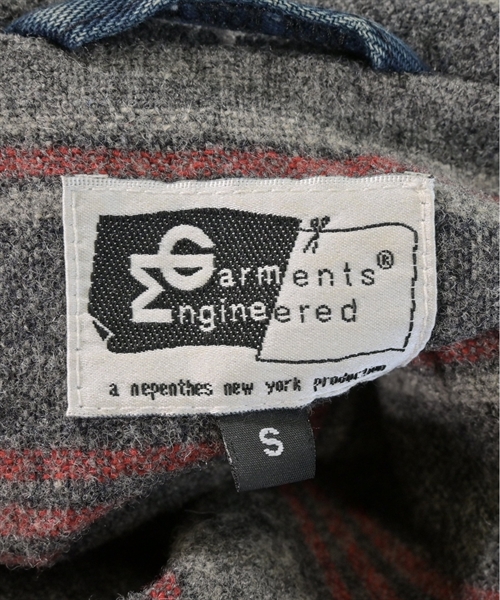 Garments®
Engineered
a nepenthes new york production
S